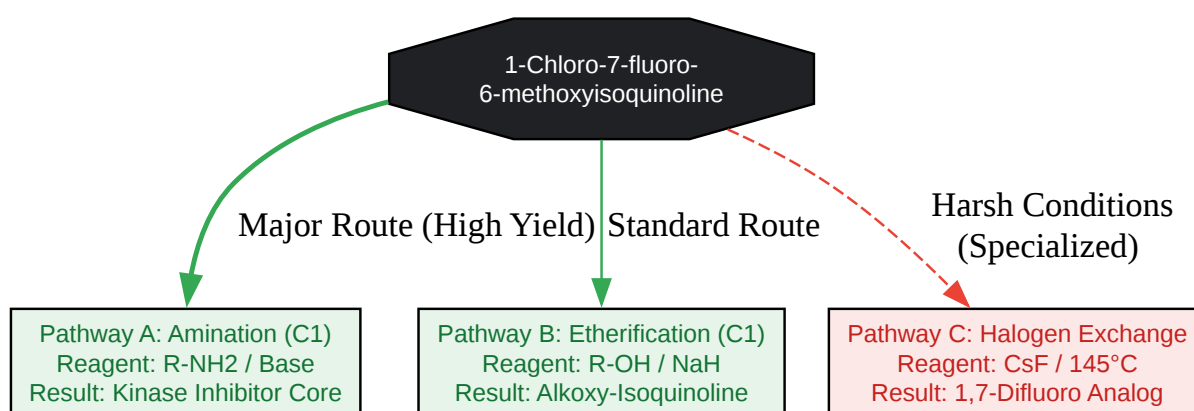 1-Chloro-7-fluoro-
6-methoxyisoquinoline
Major Route (High Yield)
Standard Route
Harsh Conditions
(Specialized)
Pathway A: Amination (C1)
Reagent: R-NH2 / Base
Result: Kinase Inhibitor Core
Pathway B: Etherification (C1)
Reagent: R-OH / NaH
Result: Alkoxy-Isoquinoline
Pathway C: Halogen Exchange
Reagent: CsF / 145°C
Result: 1,7-Difluoro Analog